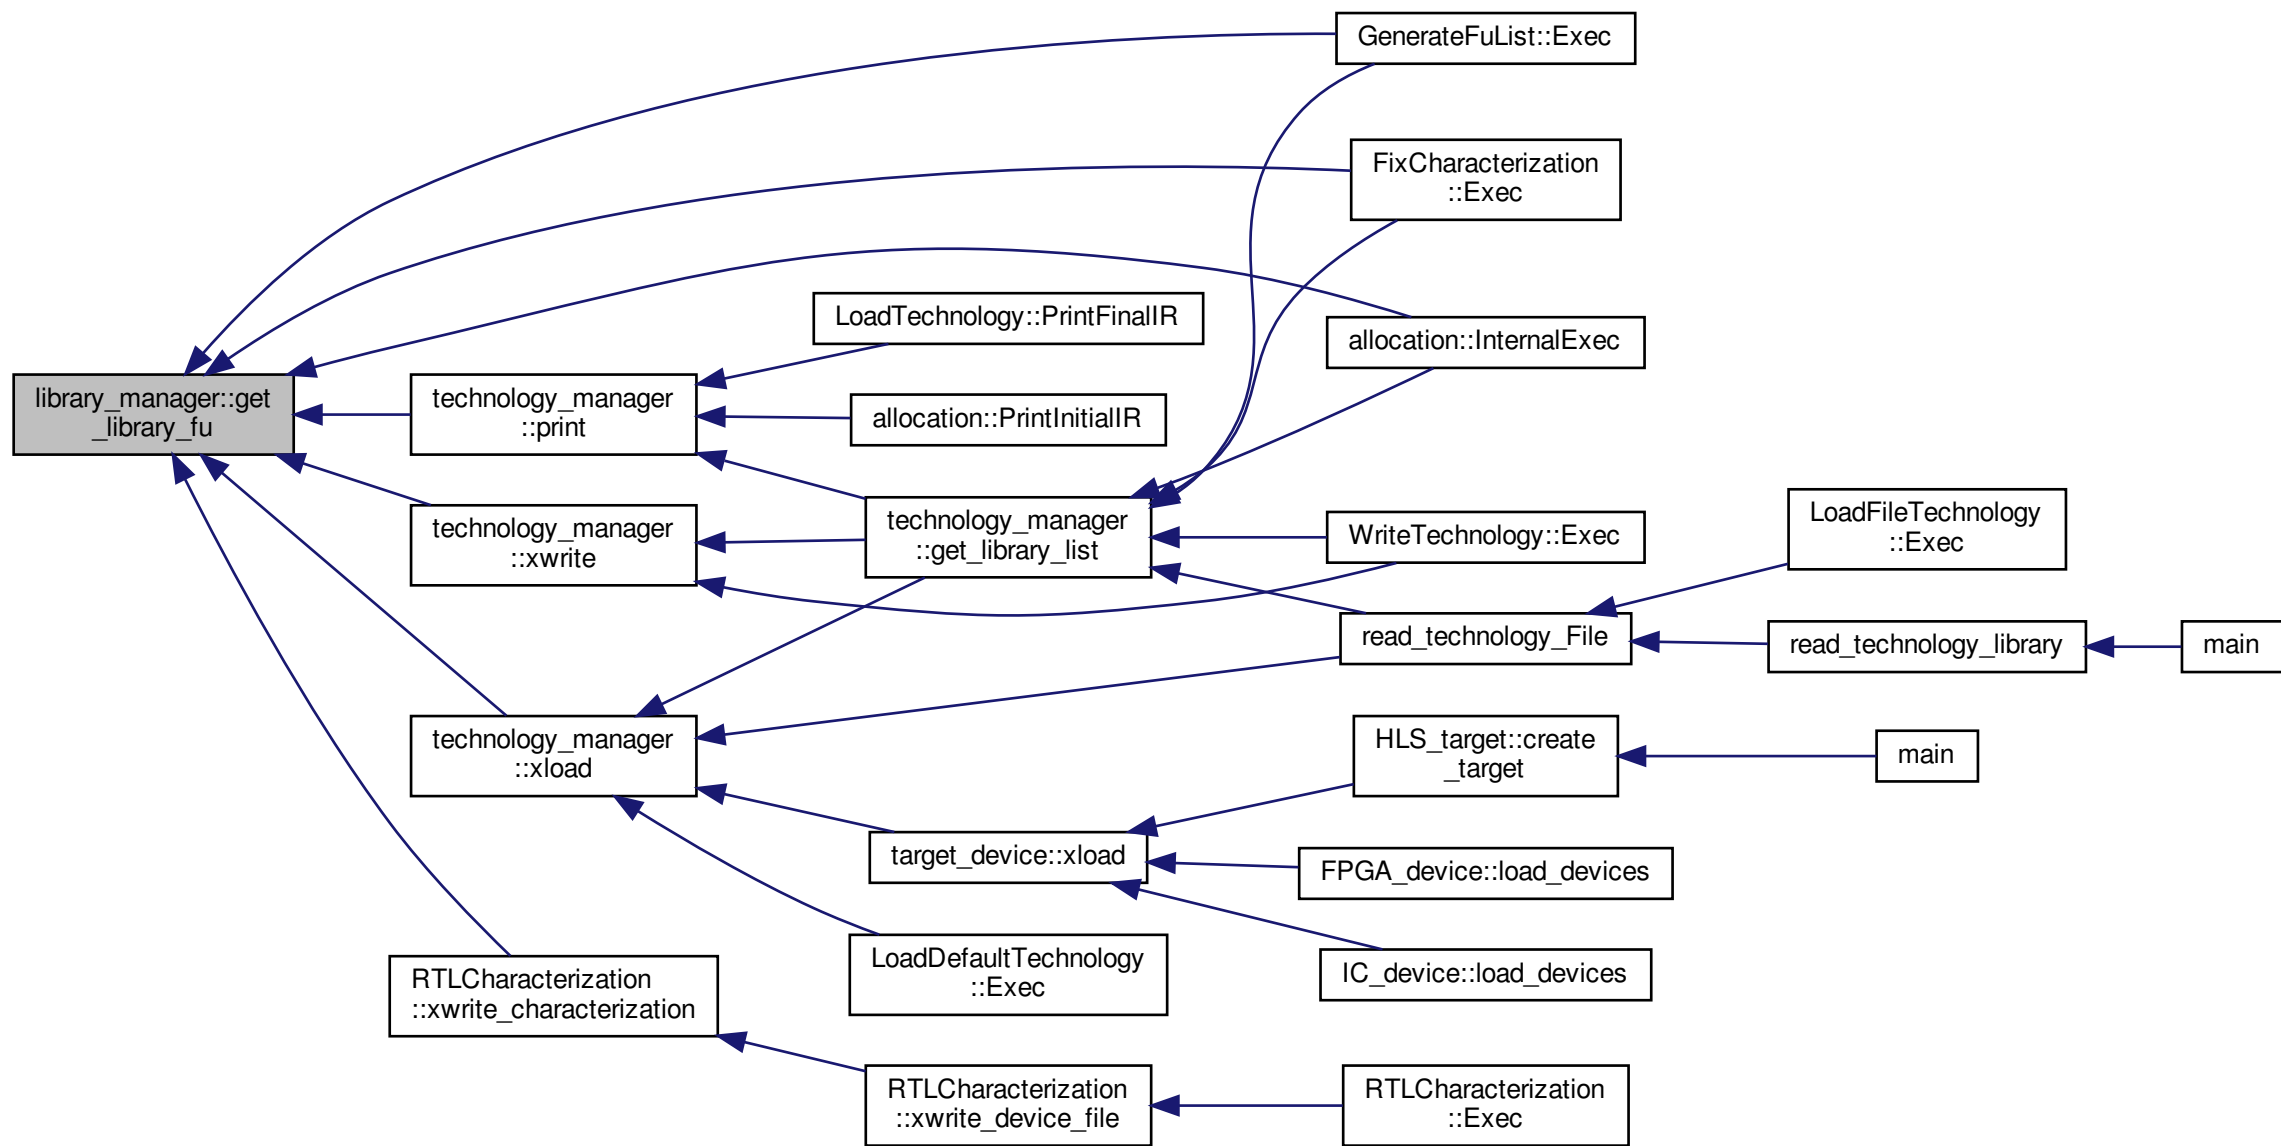 GenerateFuList::Exec
FixCharacterization
::Exec
LoadTechnology::PrintFinalIR
allocation::InternalExec
library_manager::get
_library_fu
technology_manager
::print
allocation::PrintInitialIR
technology_manager
::xwrite
technology_manager
::get_library_list
WriteTechnology::Exec
LoadFileTechnology
::Exec
read_technology_File
read_technology_library
main
technology_manager
::xload
HLS_target::create
_target
main
target_device::xload
FPGA_device::load_devices
LoadDefaultTechnology
::Exec
IC_device::load_devices
RTLCharacterization
::xwrite_characterization
RTLCharacterization
::xwrite_device_file
RTLCharacterization
::Exec